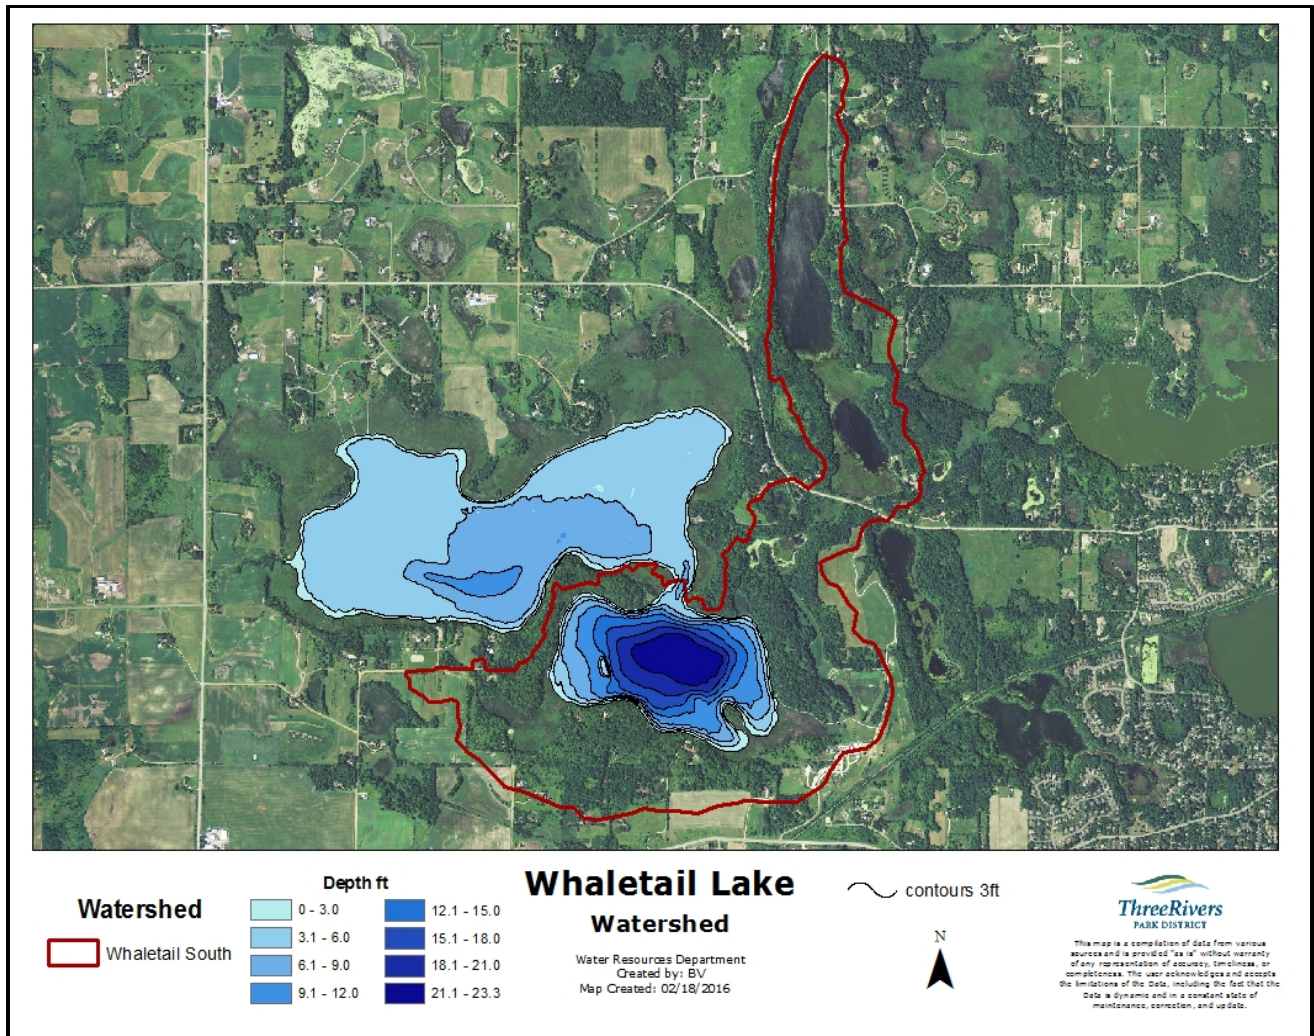 Whaletail Lake
Watershed
Water Resources Department
Created by: BV
Map Created: 02/18/2016
Watershed
Whaletail South
Depth ft
0 - 3.0
3.1 - 6.0
6.1 - 9.0
9.1 - 12.0
12.1 - 15.0
15.1 - 18.0
18.1 - 21.0
21.1 - 23.3
contours 3ft
N
ThreeRivers
PARK DISTRICT
This map is a compilation of data from various
sources and is provided "as is" without warranty
of any representation of accuracy, timeliness, or
completeness. The user acknowledges and accepts
the limitations of the Data, including the fact that the
Data is dynamic and in a constant state of
maintenance, correction, and update.